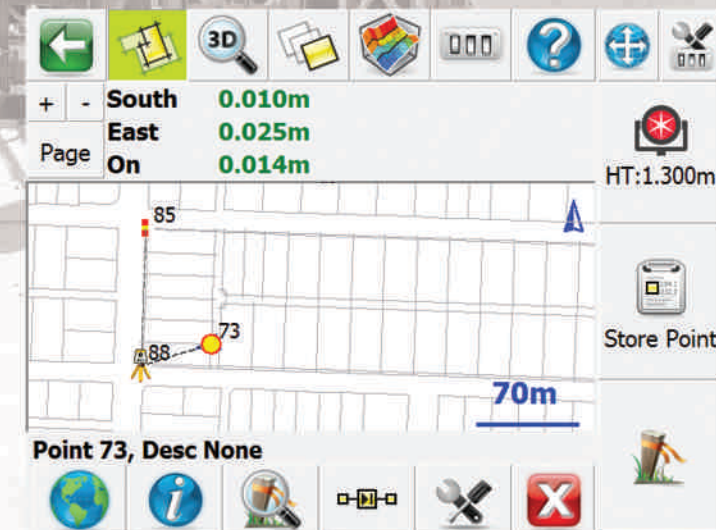 3D
?
+ - South 0.010m
East 0.025m
Page On 0.014m
HT:1.300m
85
73
88
Store Point
70m
Point 73, Desc None
i